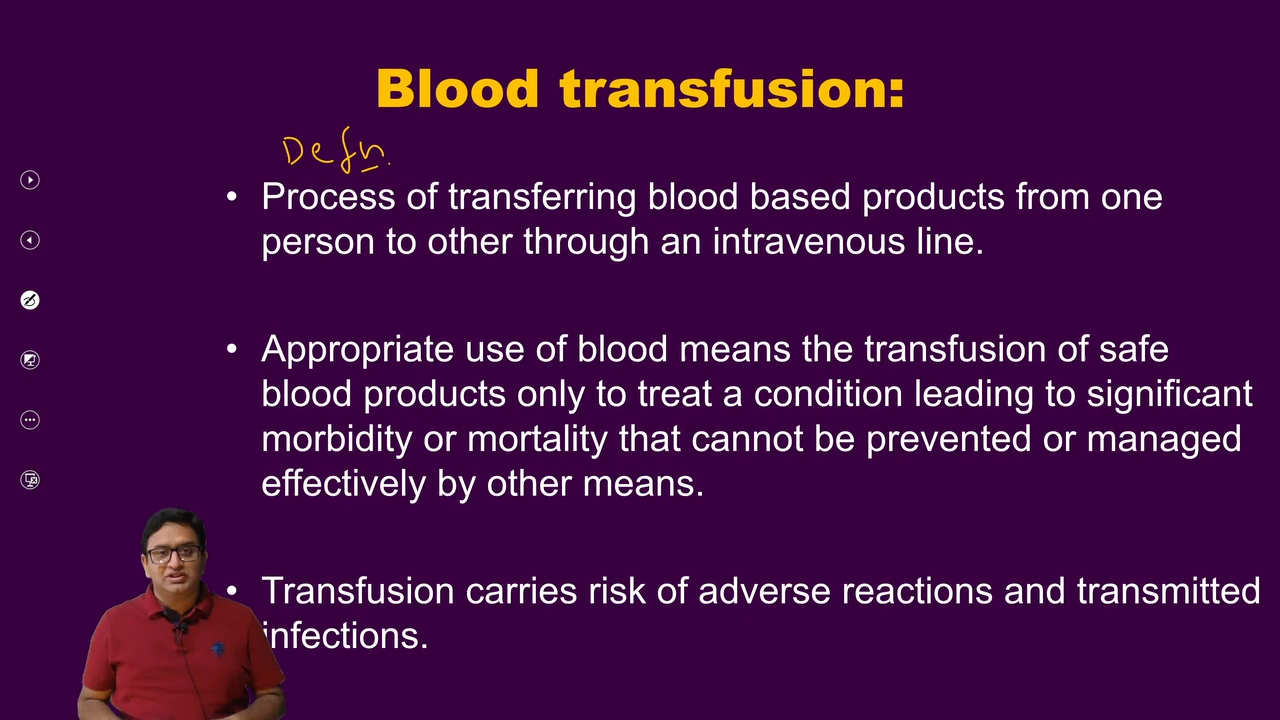 Blood transfusion:
Defn.
• Process of transferring blood based products from one
person to other through an intravenous line.
• Appropriate use of blood means the transfusion of safe
blood products only to treat a condition leading to significant
morbidity or mortality that cannot be prevented or managed
effectively by other means.
• Transfusion carries risk of adverse reactions and transmitted
infections.